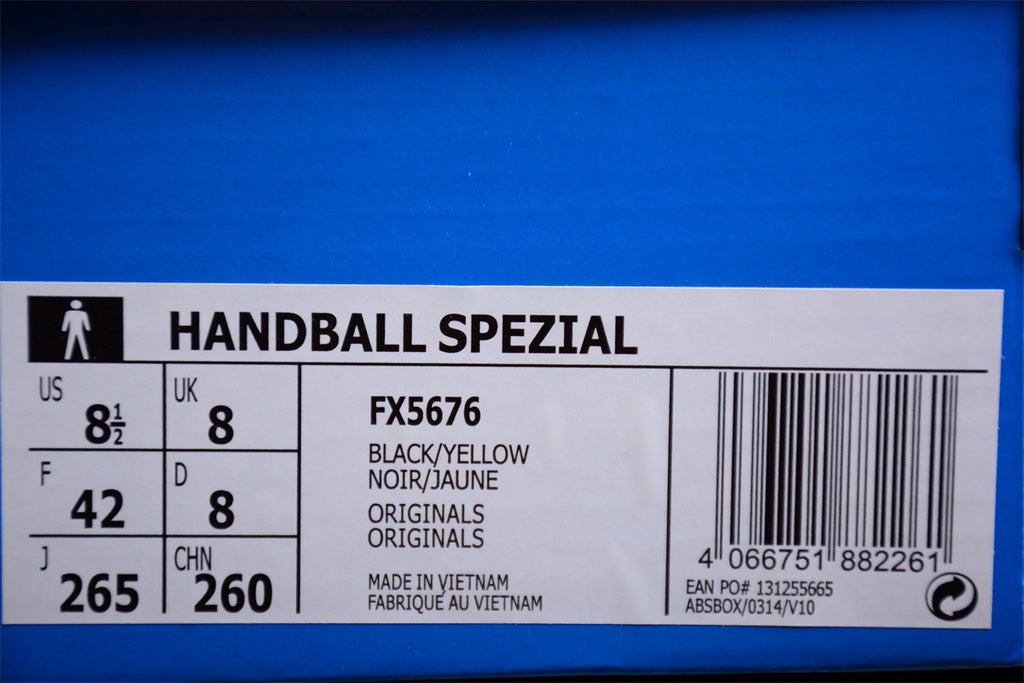 HANDBALL SPEZIAL
US 8½
UK 8
F 42
D 8
J 265
CHN 260
FX5676
BLACK/YELLOW
NOIR/JAUNE
ORIGINALS
ORIGINALS
MADE IN VIETNAM
FABRIQUÉ AU VIETNAM
4 066751 882261
EAN PO# 131255665
ABSBOX/0314/V10